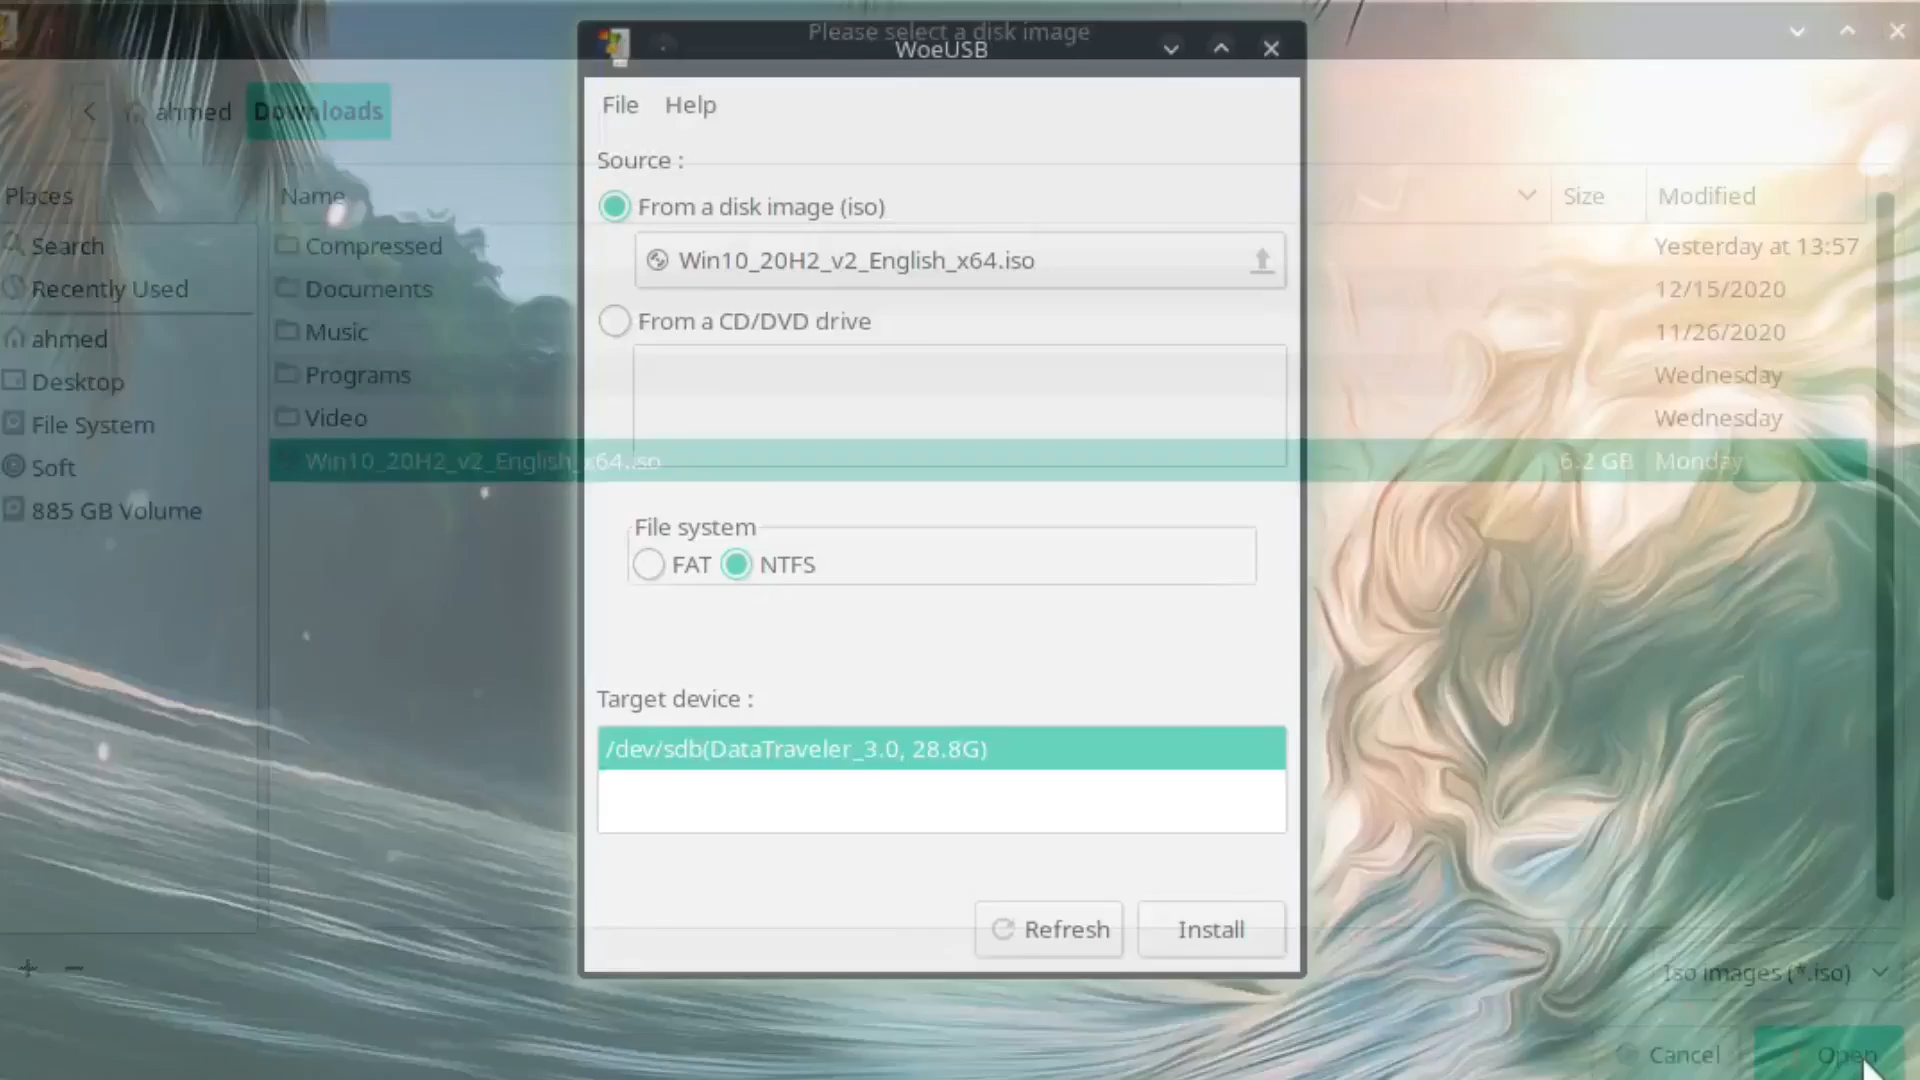 Please select a disk image
WoeUSB
File Help
ahmed Downloads
Source :
Places
Name
Size
Modified
From a disk image (iso)
Search
Compressed
Yesterday at 13:57
Win10_20H2_v2_English_x64.iso
Recently Used
Documents
12/15/2020
From a CD/DVD drive
ahmed
Music
11/26/2020
Desktop
Programs
Wednesday
File System
Video
Wednesday
Soft
Win10_20H2_v2_English_x64.iso
6.2 GB
Monday
885 GB Volume
File system
FAT NTFS
Target device :
/dev/sdb(DataTraveler_3.0, 28.8G)
Refresh
Install
Iso images (*.iso)
Cancel
Open